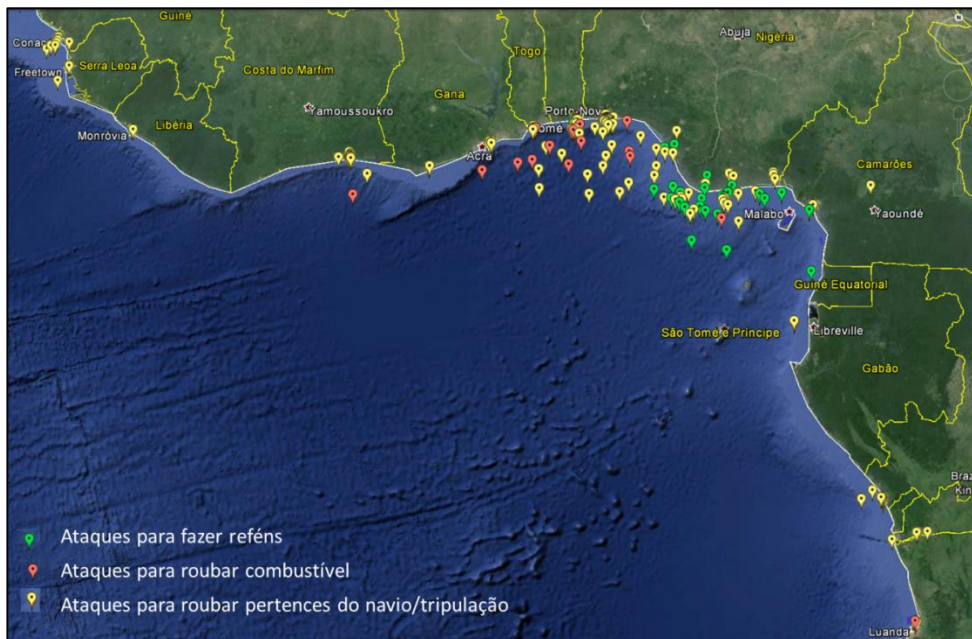 Guiné
Conacri
Freetown
Serra Leoa
Libéria
Monróvia
Costa do Marfim
Yamoussoukro
Gana
Acra
Togo
Lomé
Porto-Novo
Abuja
Nigéria
Camarões
Yaoundé
Malabo
Guiné Equatorial
São Tomé e Príncipe
Libreville
Gabão
Luanda
Ataques para fazer reféns
Ataques para roubar combustível
Ataques para roubar pertences do navio/tripulação